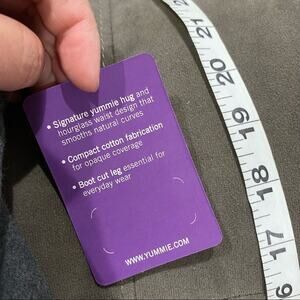 • Signature yummie hug and
hourglass waist design that
smooths natural curves
• Compact cotton fabrication
for opaque coverage
• Boot cut leg essential for
everyday wear
WWW.YUMMIE.COM
21
20
19
18
17